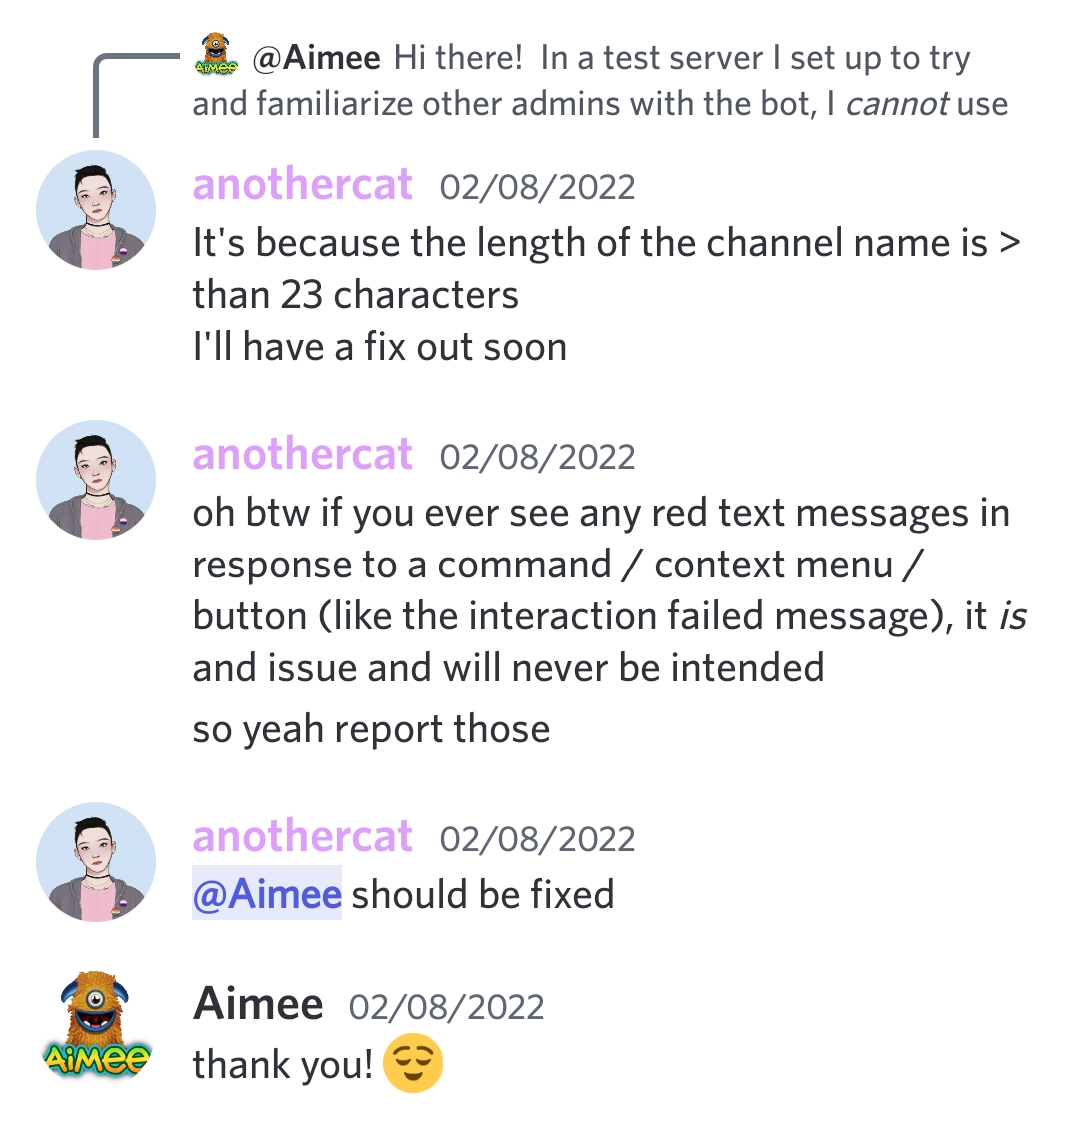 @Aimee Hi there!  In a test server I set up to try
and familiarize other admins with the bot, I cannot use
AiMEE
anothercat 02/08/2022
It's because the length of the channel name is >
than 23 characters
I'll have a fix out soon
anothercat 02/08/2022
oh btw if you ever see any red text messages in
response to a command / context menu /
button (like the interaction failed message), it is
and issue and will never be intended
so yeah report those
anothercat 02/08/2022
@Aimee should be fixed
Aimee 02/08/2022
AiMEE
thank you! 😌